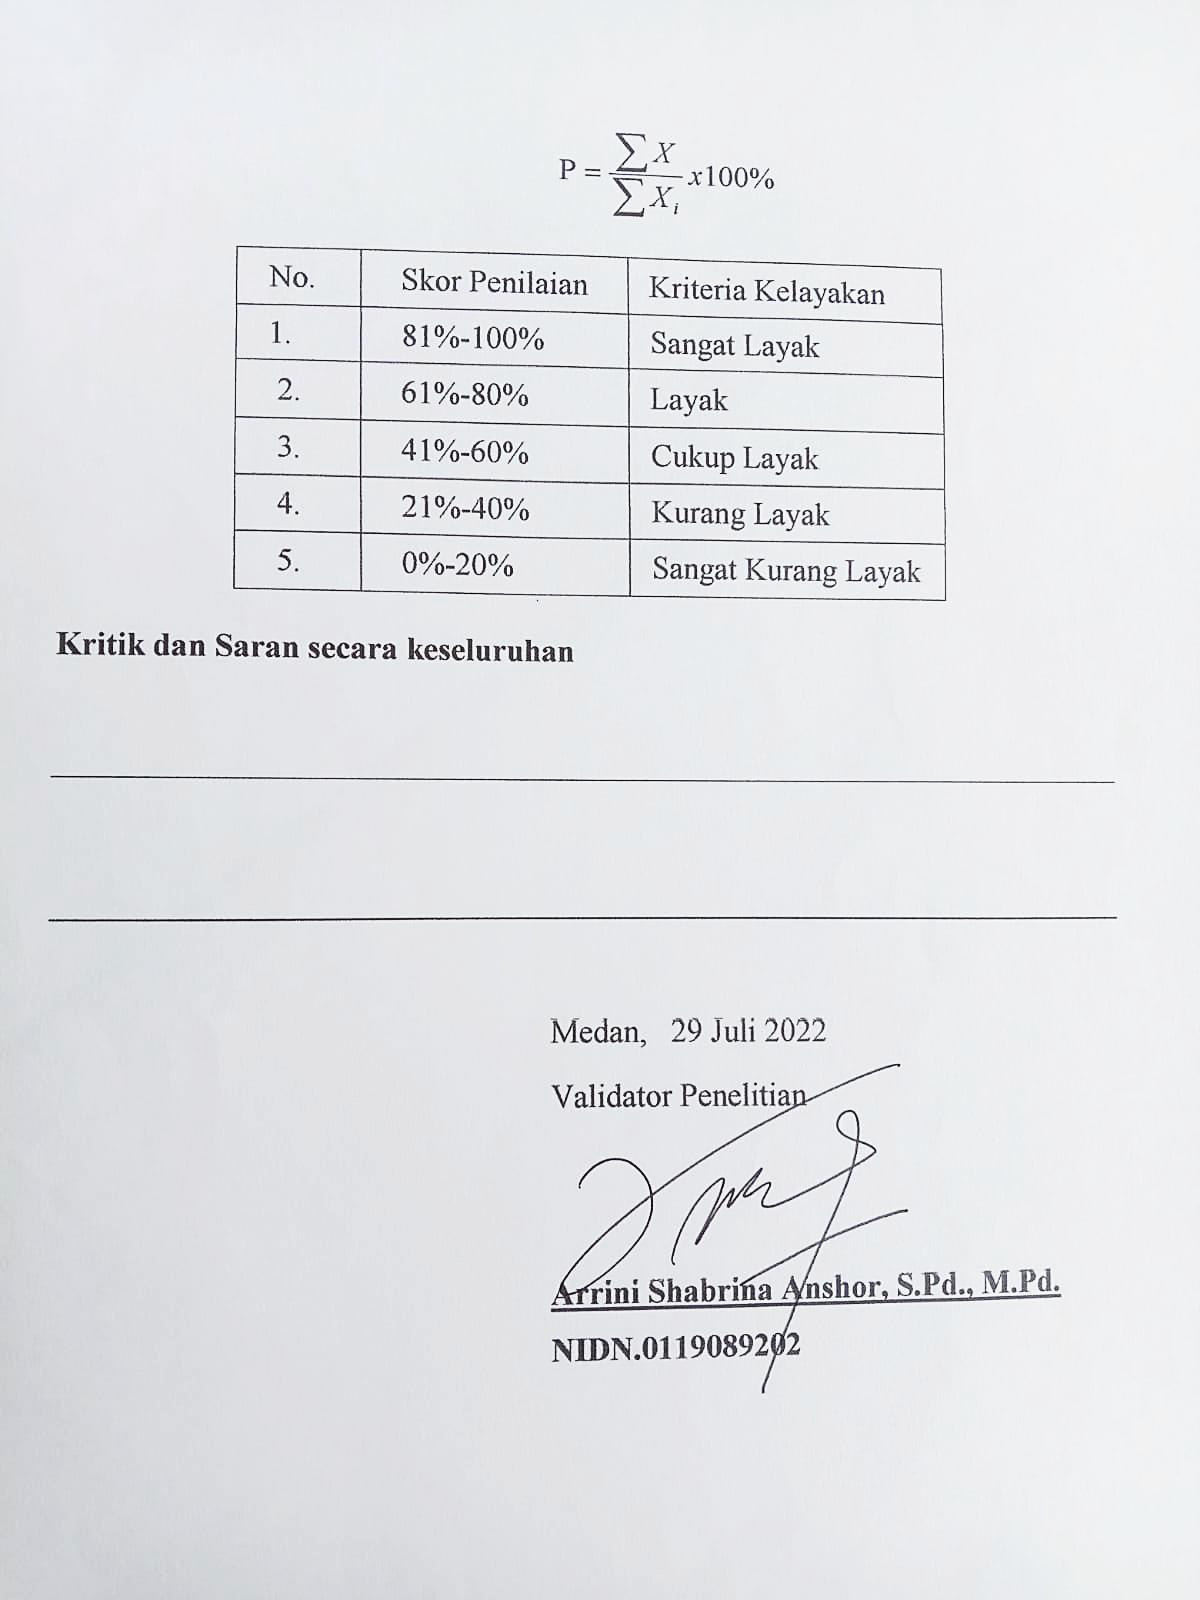 P = ∑X / ∑Xᵢ x100%
No. Skor Penilaian Kriteria Kelayakan
1. 81%-100% Sangat Layak
2. 61%-80% Layak
3. 41%-60% Cukup Layak
4. 21%-40% Kurang Layak
5. 0%-20% Sangat Kurang Layak
Kritik dan Saran secara keseluruhan
Medan, 29 Juli 2022
Validator Penelitian
Arrini Shabrina Anshor, S.Pd., M.Pd.
NIDN.0119089202